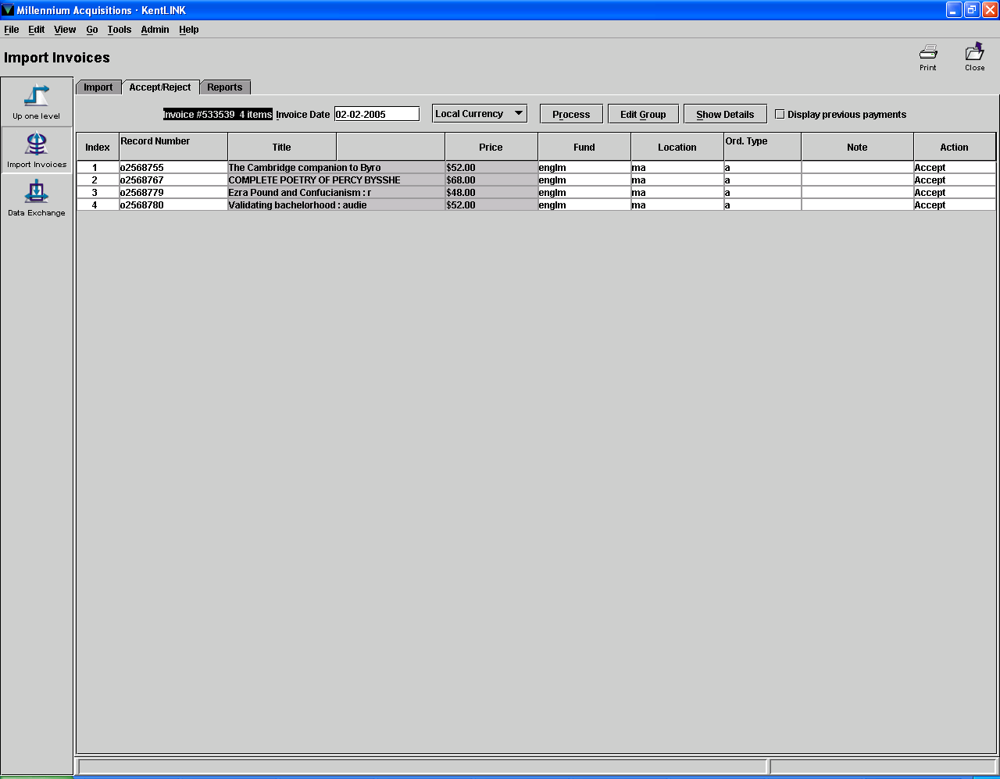 Millennium Acquisitions · KentLINK
File Edit View Go Tools Admin Help
Import Invoices
Print Close
Up one level
Import Invoices
Data Exchange
Import Accept/Reject Reports
Invoice #533539 4 items Invoice Date 02-02-2005 Local Currency Process Edit Group Show Details Display previous payments
Index Record Number Title Price Fund Location Ord. Type Note Action
1 o2568755 The Cambridge companion to Byro $52.00 englm ma a Accept
2 o2568767 COMPLETE POETRY OF PERCY BYSSHE $68.00 englm ma a Accept
3 o2568779 Ezra Pound and Confucianism : r $48.00 englm ma a Accept
4 o2568780 Validating bachelorhood : audie $52.00 englm ma a Accept